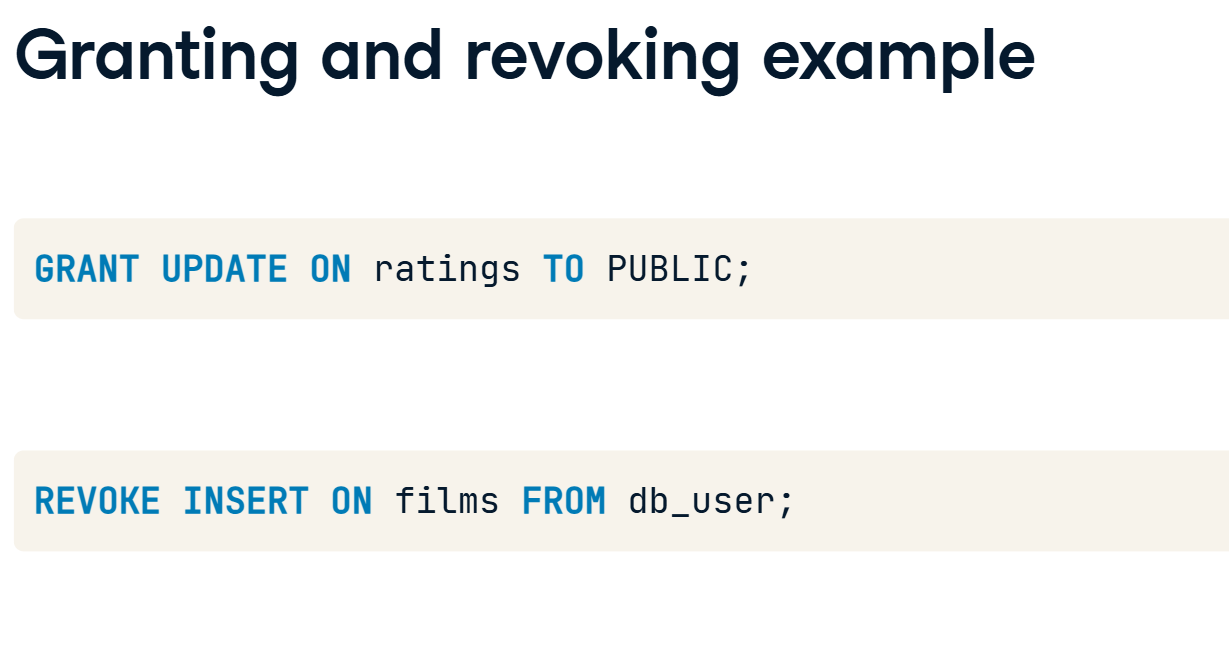 Granting and revoking example
GRANT UPDATE ON ratings TO PUBLIC;
REVOKE INSERT ON films FROM db_user;